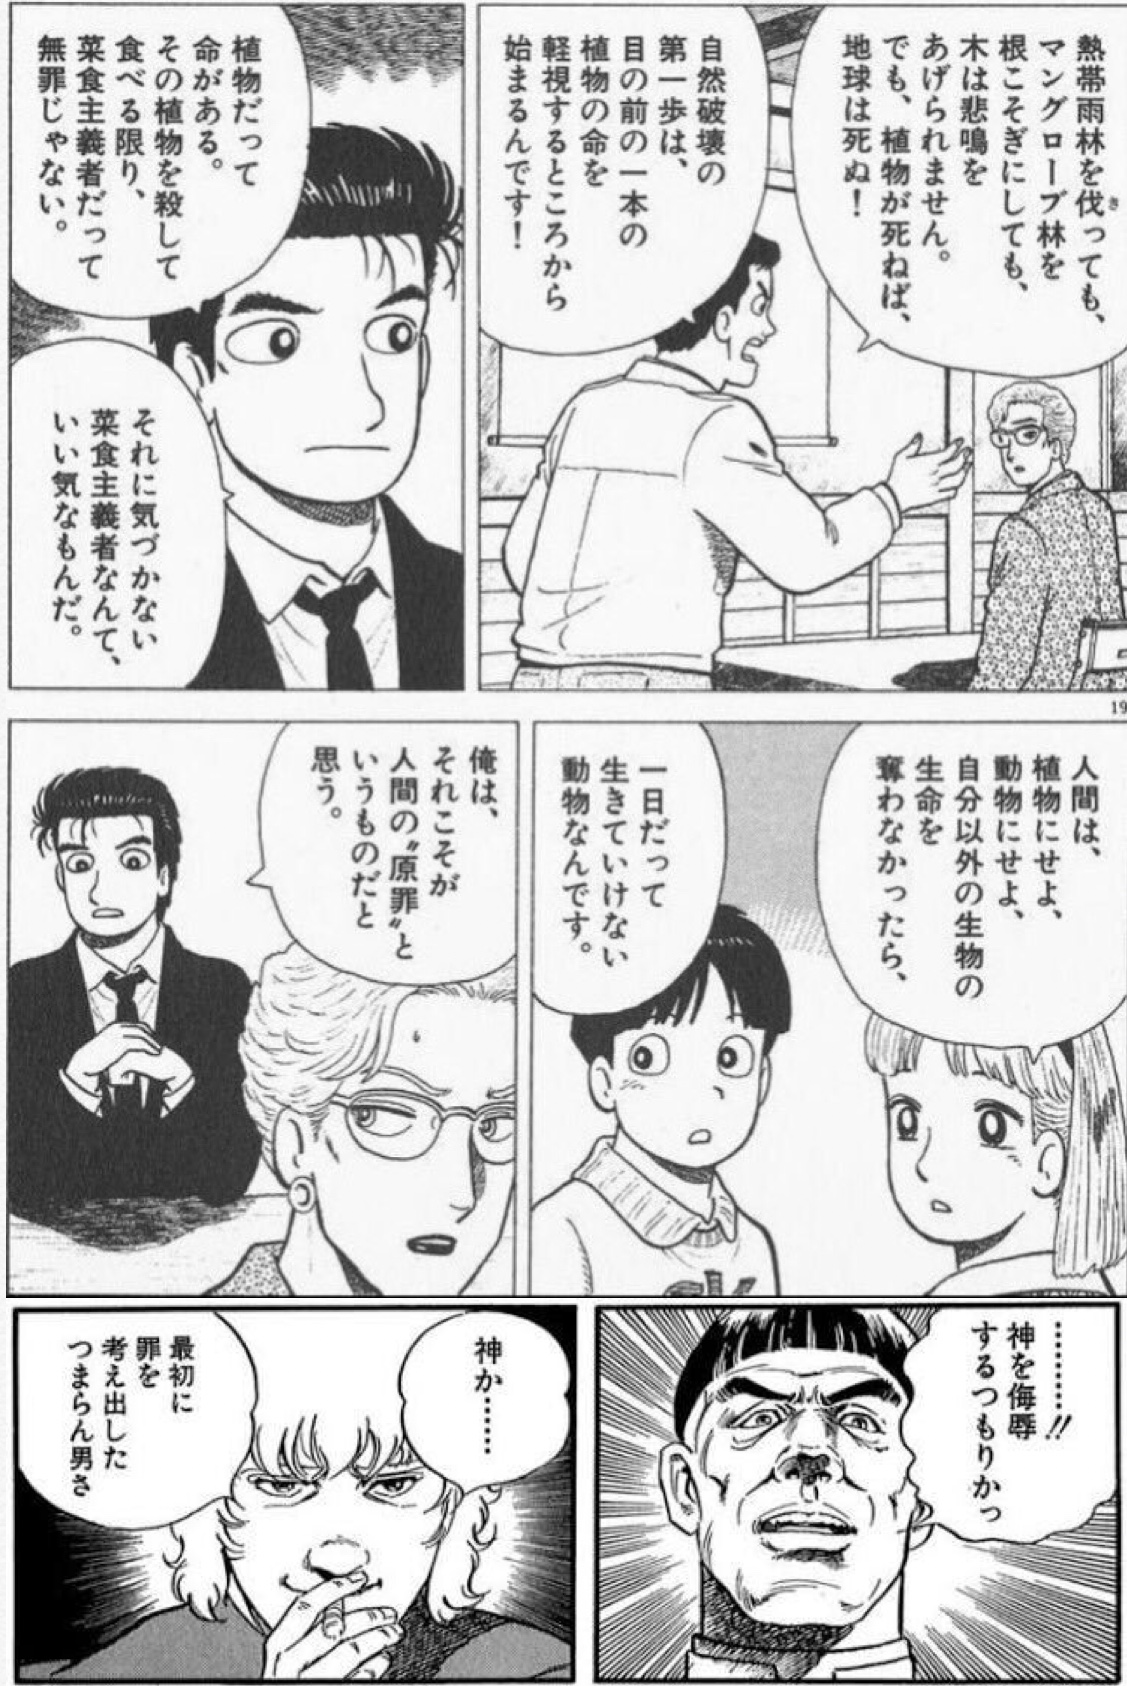 熱帯雨林を伐っても、
マングローブ林を
根こそぎにしても、
木は悲鳴を
あげられません。
でも、植物が死ねば、
地球は死ぬ!
き
自然破壊の
第一歩は、
目の前の一本の
植物の命を
軽視するところから
始まるんです!
植物だって
命がある。
その植物を殺して
食べる限り、
菜食主義者だって
無罪じゃない。
それに気づかない
菜食主義者なんて、
いい気なもんだ。
19
人間は、
植物にせよ、
動物にせよ、
自分以外の生物の
生命を
奪わなかったら、
一日だって
生きていけない
動物なんです。
俺は、
それこそが
人間の〝原罪〟と
いうものだと
思う。
…………!!
神を侮辱
するつもりかっ
神か……
最初に
罪を
考え出した
つまらん男さ